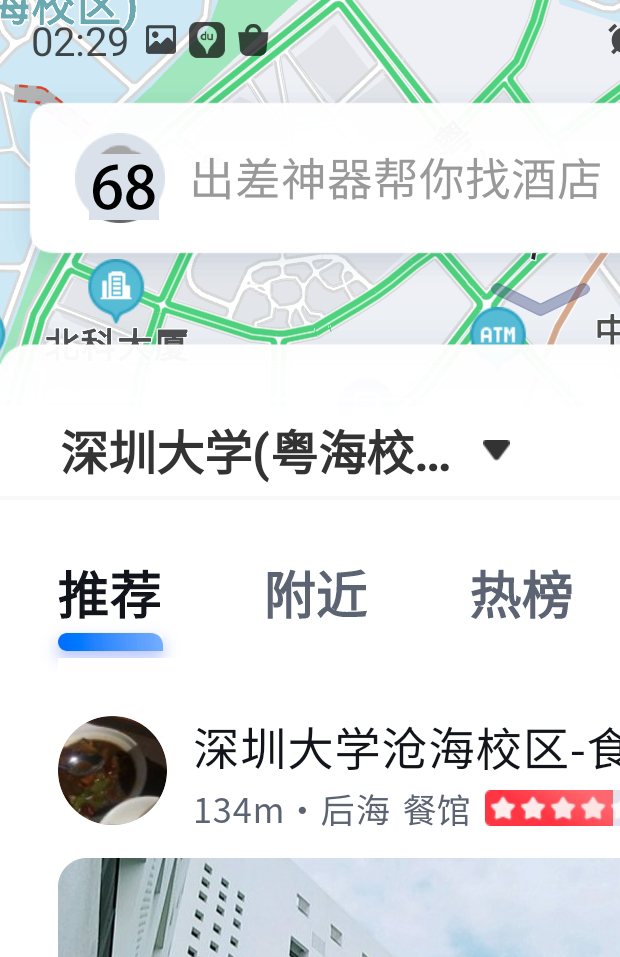 海校区)
02:29
68
出差神器帮你找酒店
北科大厦
ATM
中
深圳大学(粤海校...
推荐
附近
热榜
深圳大学沧海校区-食
134m·后海 餐馆